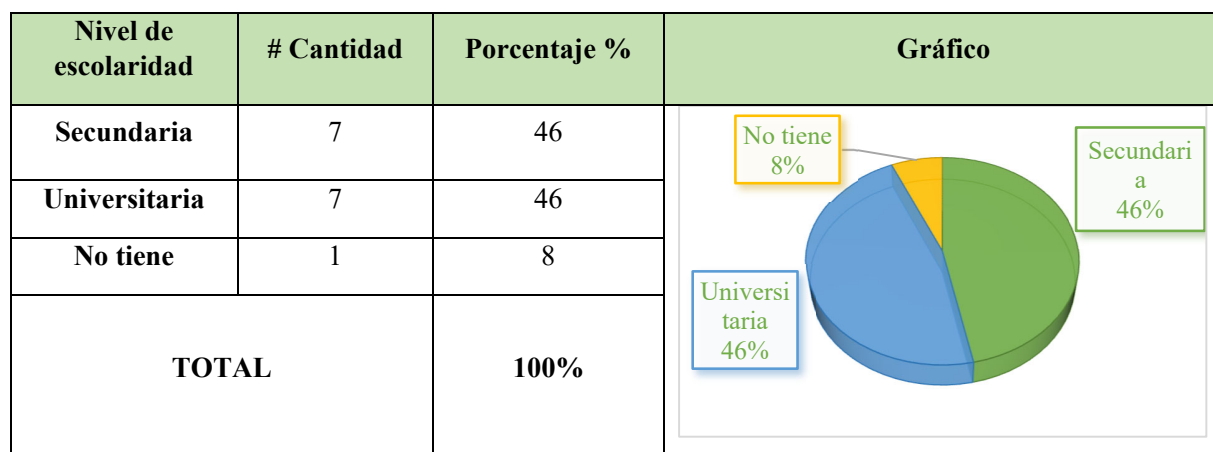 Nivel de
escolaridad
# Cantidad
Porcentaje %
Gráfico
Secundaria
7
46
Universitaria
7
46
No tiene
1
8
TOTAL
100%
No tiene
8%
Secundari
a
46%
Universi
taria
46%